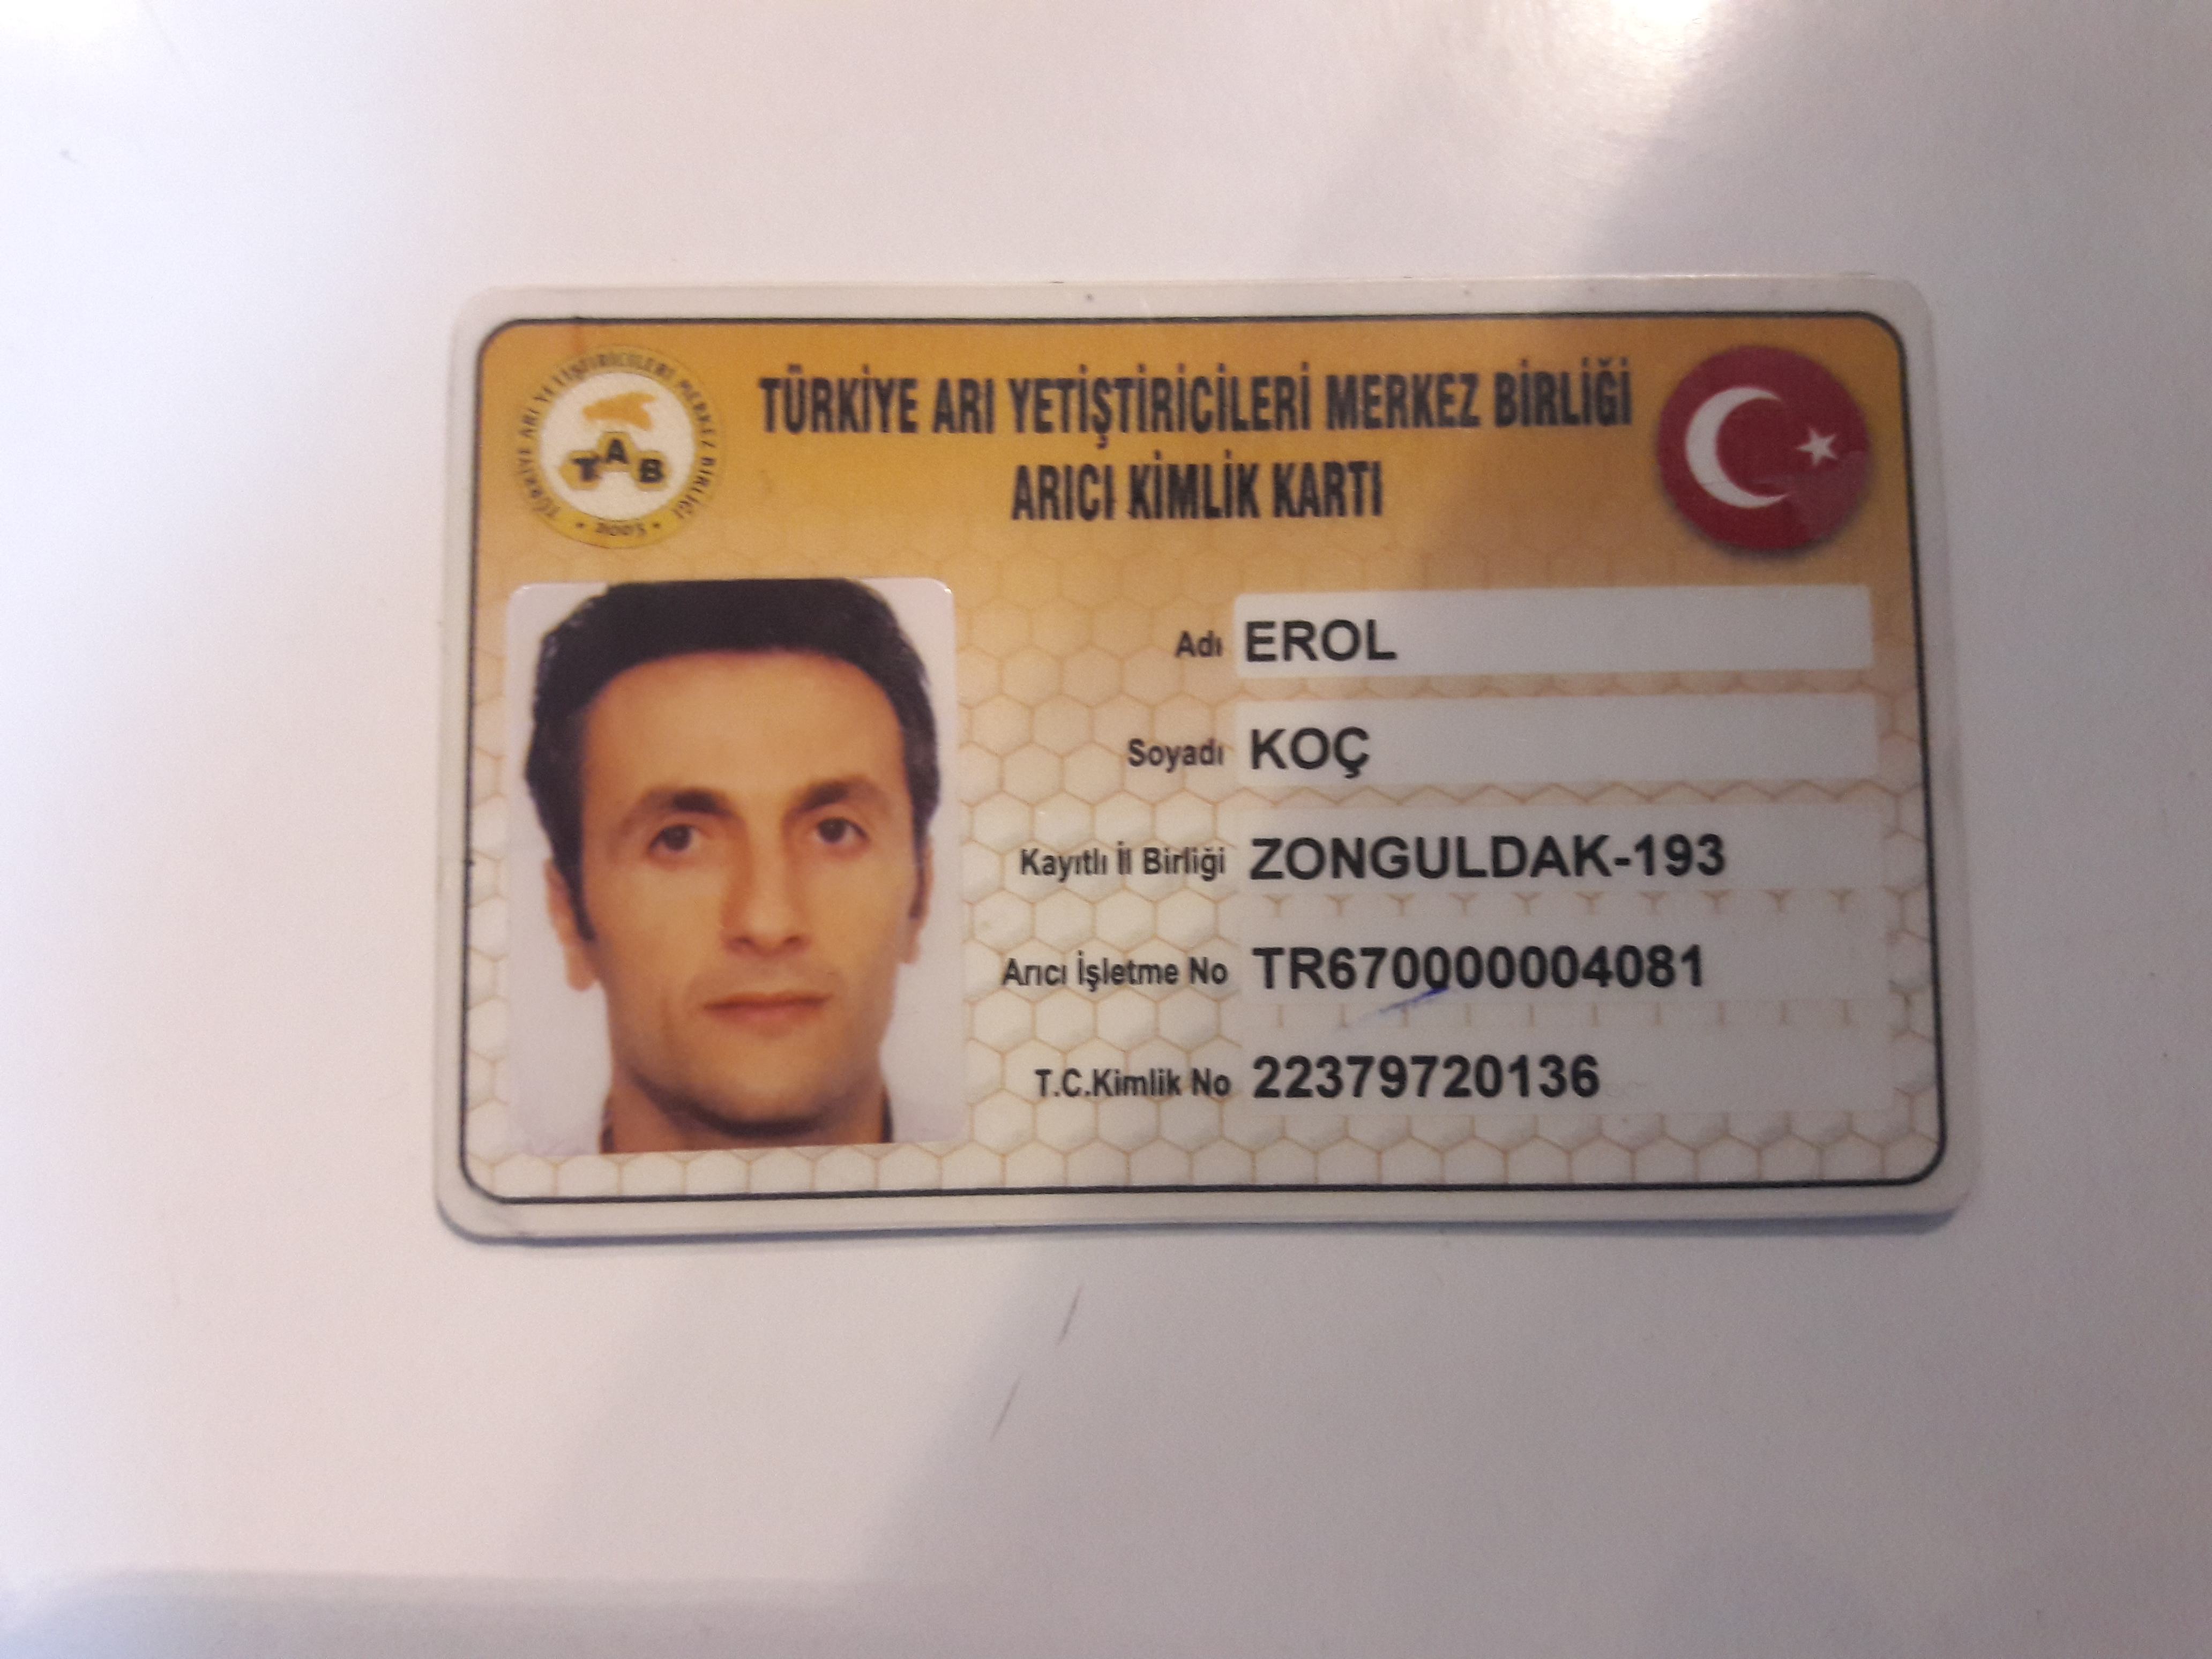 TÜRKİYE ARI YETİŞTİRİCİLERİ MERKEZ BİRLİĞİ
ARICI KİMLİK KARTI
TÜRKİYE ARI YETİŞTİRİCİLERİ MERKEZ BİRLİĞİ
TAB
2003
Adı EROL
Soyadı KOÇ
Kayıtlı İl Birliği ZONGULDAK-193
Arıcı İşletme No TR6700004081
T.C.Kimlik No 22379720136